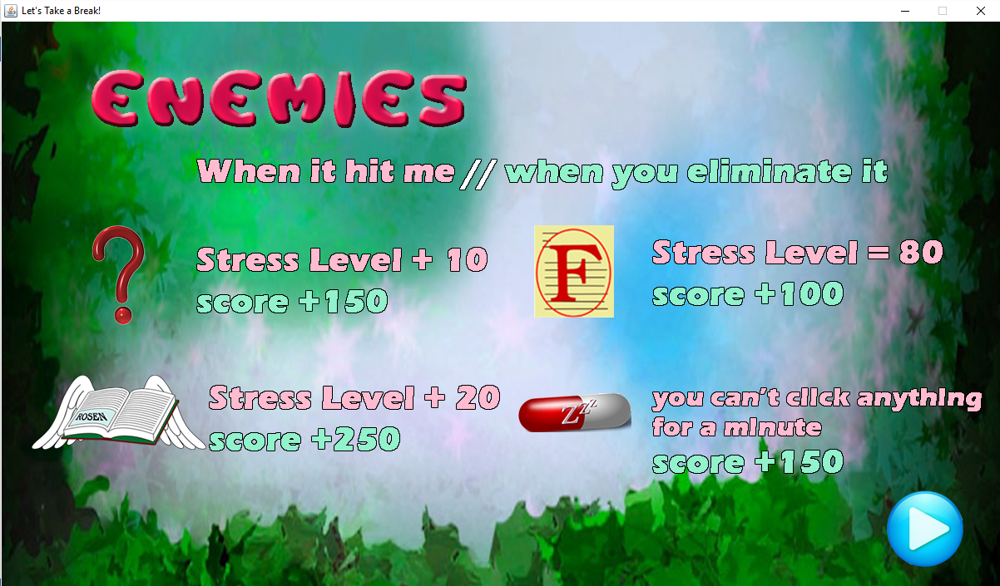 Let's Take a Break!
ENEMIES
When it hit me // when you eliminate it
Stress Level + 10
score +150
F
Stress Level = 80
score +100
ROSEN
Stress Level + 20
score +250
Zzz
you can't click anything
for a minute
score +150